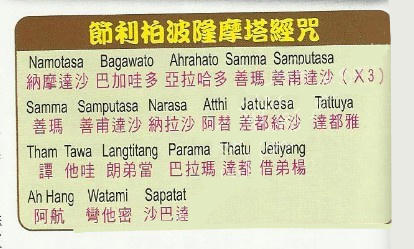 節利柏波隆摩塔經咒
Namotasa Bagawato Ahrahato Samma Samputasa
納摩達沙 巴加哇多 亞拉哈多 善瑪 善甫達沙（X3）
Samma Samputasa Narasa Atthi Jatukesa Tattuya
善瑪 善甫達沙 納拉沙 阿替 差都給沙 達都雅
Tham Tawa Langtitang Parama Thatu Jetiyang
譚 他哇 朗弟當 巴拉瑪 達都 借弟楊
Ah Hang Watami Sapatat
阿航 彎他密 沙巴達